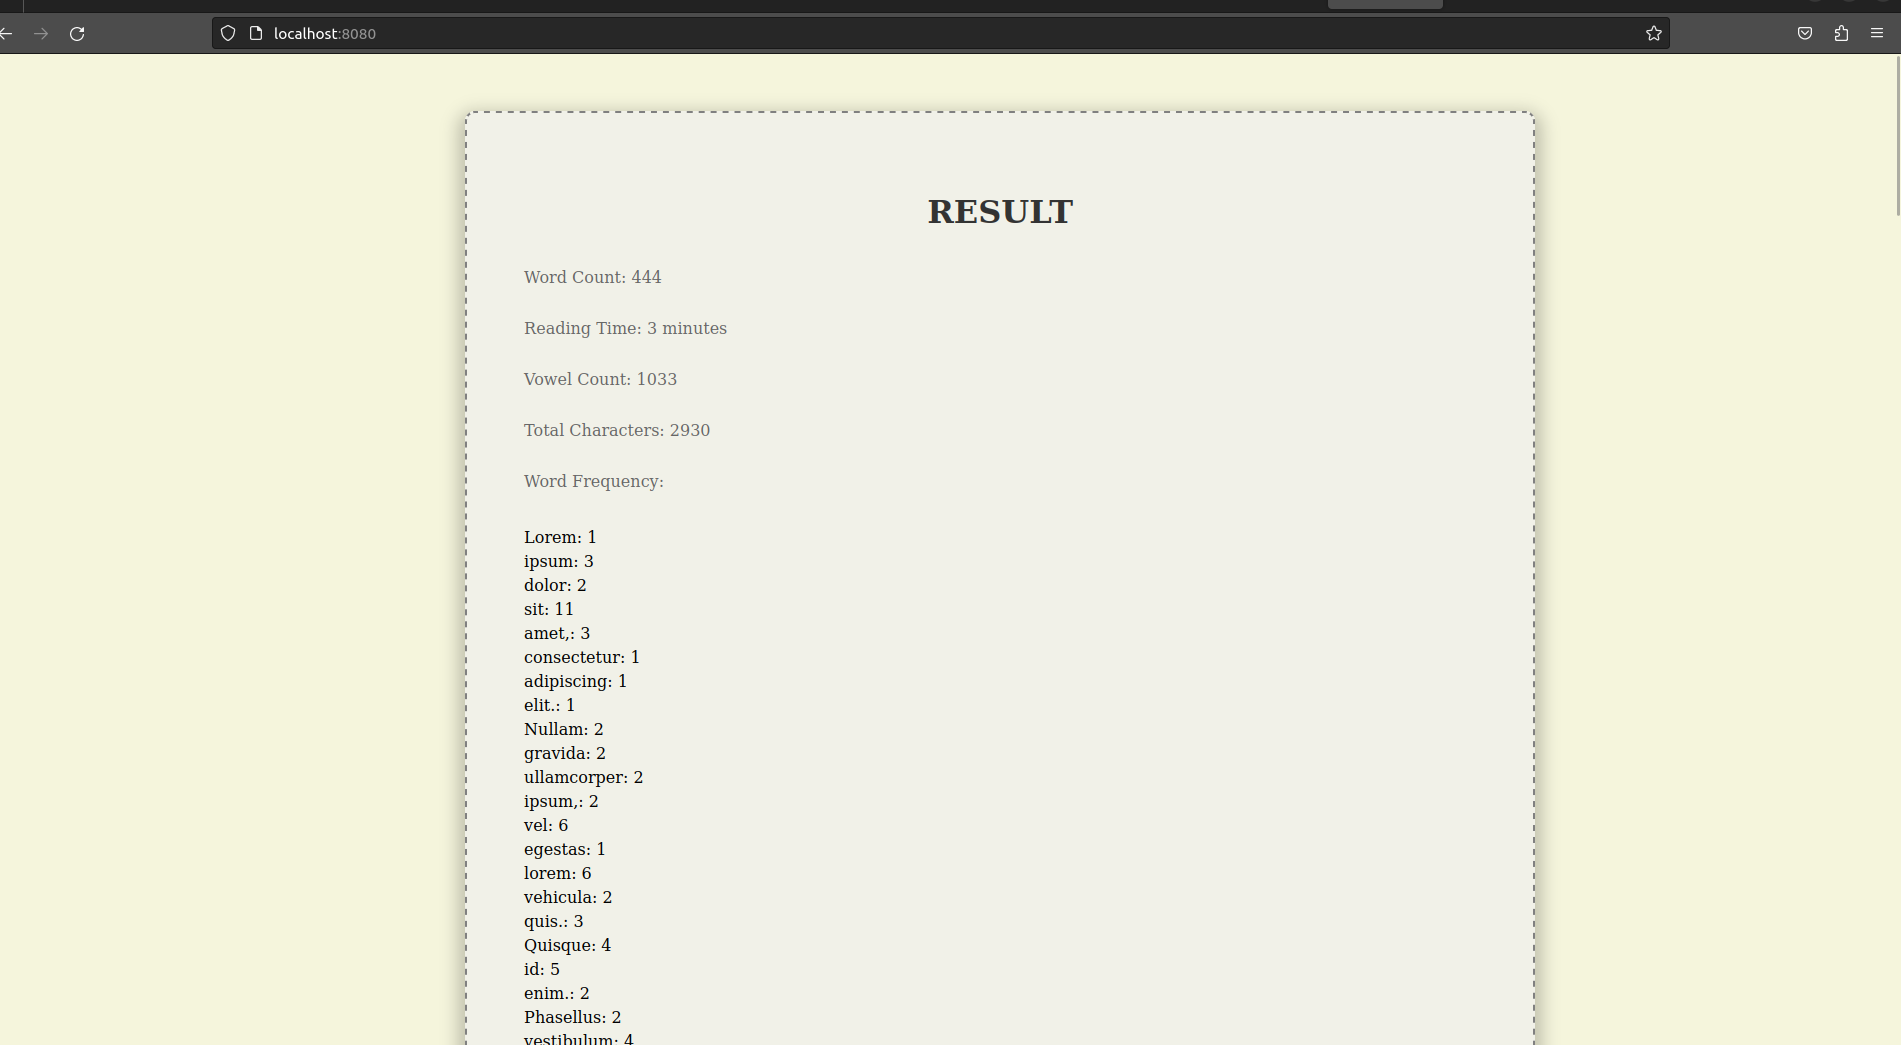 localhost:8080
RESULT
Word Count: 444
Reading Time: 3 minutes
Vowel Count: 1033
Total Characters: 2930
Word Frequency:
Lorem: 1
ipsum: 3
dolor: 2
sit: 11
amet,: 3
consectetur: 1
adipiscing: 1
elit.: 1
Nullam: 2
gravida: 2
ullamcorper: 2
ipsum,: 2
vel: 6
egestas: 1
lorem: 6
vehicula: 2
quis.: 3
Quisque: 4
id: 5
enim.: 2
Phasellus: 2
vestibulum: 4